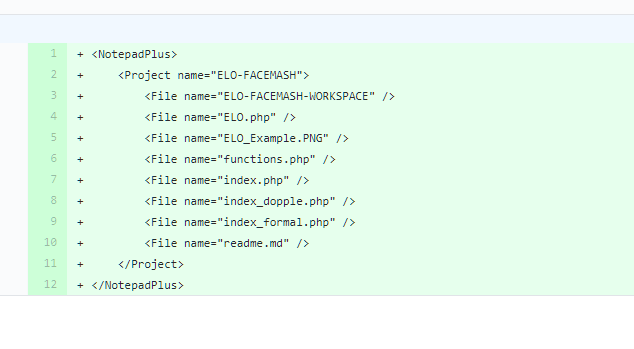 1 + <NotepadPlus>
2 +     <Project name="ELO-FACEMASH">
3 +         <File name="ELO-FACEMASH-WORKSPACE" />
4 +         <File name="ELO.php" />
5 +         <File name="ELO_Example.PNG" />
6 +         <File name="functions.php" />
7 +         <File name="index.php" />
8 +         <File name="index_dopple.php" />
9 +         <File name="index_formal.php" />
10 +         <File name="readme.md" />
11 +     </Project>
12 + </NotepadPlus>